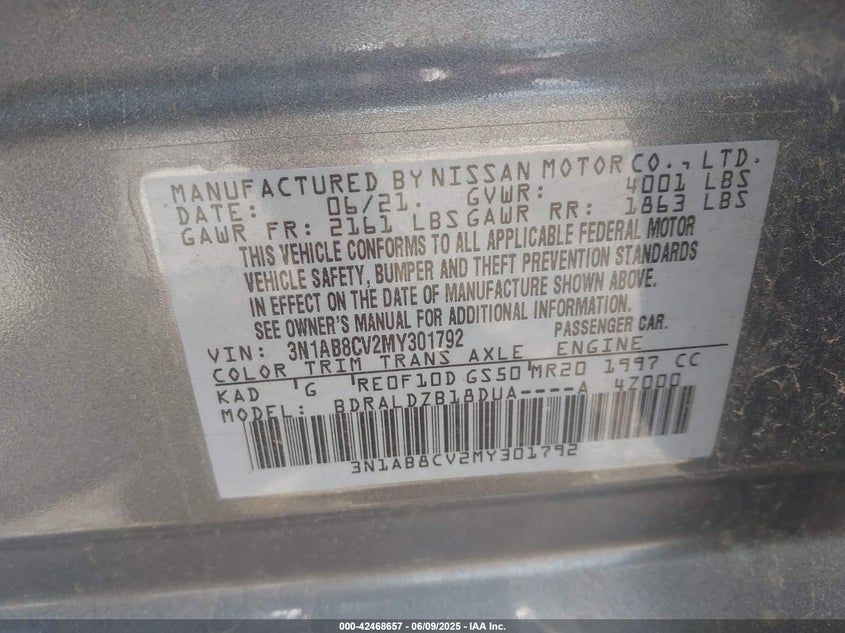 MANUFACTURED BY NISSAN MOTOR CO., LTD.
DATE: 06/21. GVWR: 4001 LBS
GAWR FR: 2161 LBS GAWR RR: 1863 LBS
THIS VEHICLE CONFORMS TO ALL APPLICABLE FEDERAL MOTOR
VEHICLE SAFETY, BUMPER AND THEFT PREVENTION STANDARDS
IN EFFECT ON THE DATE OF MANUFACTURE SHOWN ABOVE.
SEE OWNER'S MANUAL FOR ADDITIONAL INFORMATION.
VIN: 3N1AB8CV2MY301792 PASSENGER CAR.
COLOR TRIM TRANS AXLE ENGINE
KAD G RE0F10D GS50 MR20 1997 CC
MODEL: BDRALDZB18DUA----A 4Z000
3N1AB8CV2MY301792
000-42468657 | 06/09/2025 - IAA Inc.